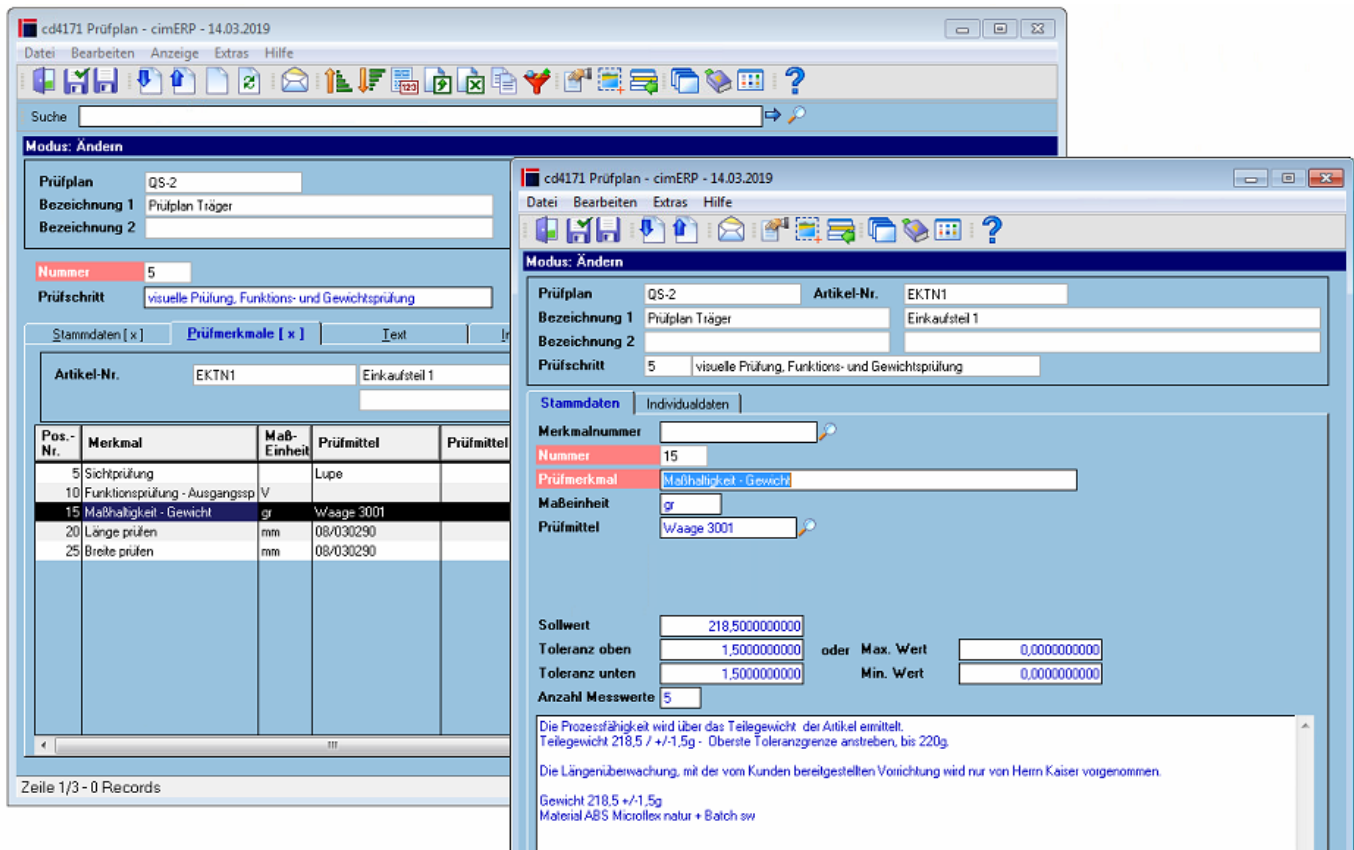 cd4171 Prüfplan - cimERP - 14.03.2019
Datei Bearbeiten Anzeige Extras Hilfe
Suche
Modus: Ändern
Prüfplan QS-2
Bezeichnung 1 Prüfplan Träger
Bezeichnung 2
Nummer 5
Prüfschritt visuelle Prüfung, Funktions- und Gewichtsprüfung
Stammdaten [ x ] Prüfmerkmale [ x ] Text
Artikel-Nr. EKTN1 Einkaufsteil 1
Pos.-Nr. Merkmal Maß-Einheit Prüfmittel Prüfmittel
5 Sichtprüfung Lupe
10 Funktionsprüfung - Ausgangssp V
15 Maßhaltigkeit - Gewicht gr Waage 3001
20 Länge prüfen mm 08/030290
25 Breite prüfen mm 08/030290
Zeile 1/3 - 0 Records
cd4171 Prüfplan - cimERP - 14.03.2019
Datei Bearbeiten Extras Hilfe
Modus: Ändern
Prüfplan QS-2 Artikel-Nr. EKTN1
Bezeichnung 1 Prüfplan Träger Einkaufsteil 1
Bezeichnung 2
Prüfschritt 5 visuelle Prüfung, Funktions- und Gewichtsprüfung
Stammdaten Individualdaten
Merkmalnummer
Nummer 15
Prüfmerkmal Maßhaltigkeit - Gewicht
Maßeinheit gr
Prüfmittel Waage 3001
Sollwert 218,5000000000
Toleranz oben 1,5000000000 oder Max. Wert 0,0000000000
Toleranz unten 1,5000000000 Min. Wert 0,0000000000
Anzahl Messwerte 5
Die Prozessfähigkeit wird über das Teilegewicht der Artikel ermittelt.
Teilegewicht 218,5 / +/-1,5g - Oberste Toleranzgrenze anstreben, bis 220g.
Die Längenüberwachung, mit der vom Kunden bereitgestellten Vorrichtung wird nur von Herrn Kaiser vorgenommen.
Gewicht 218,5 +/-1,5g
Material ABS Microflex natur + Batch sw